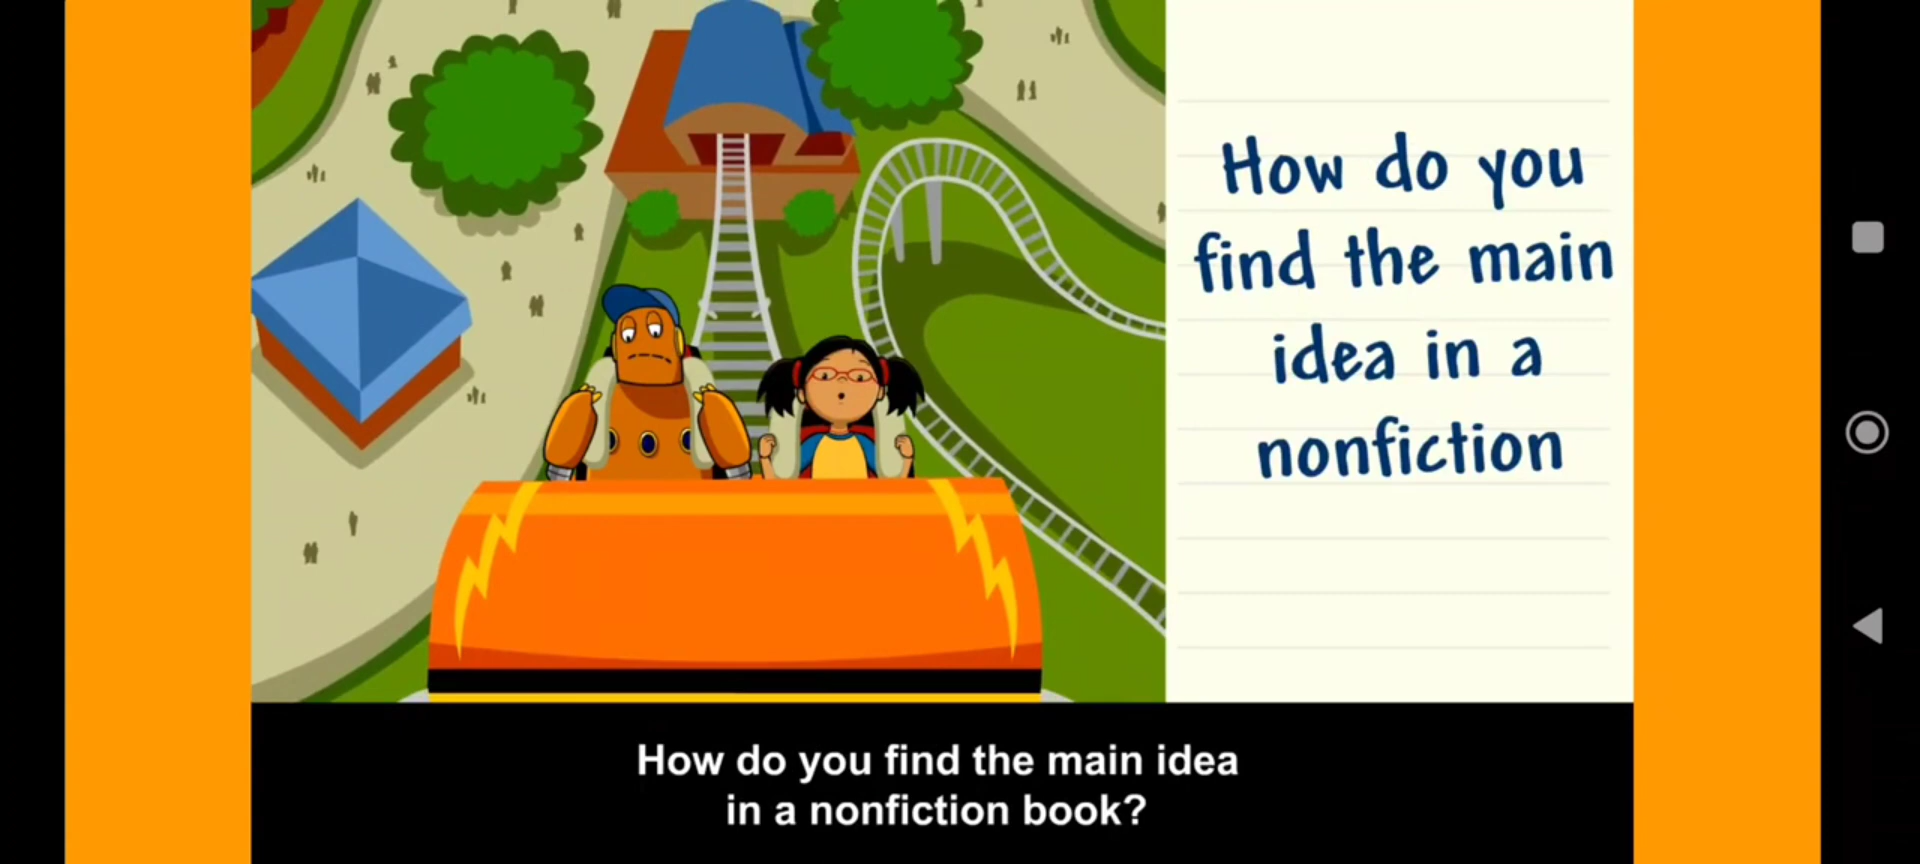 How do you
find the main
idea in a
nonfiction
How do you find the main idea
in a nonfiction book?